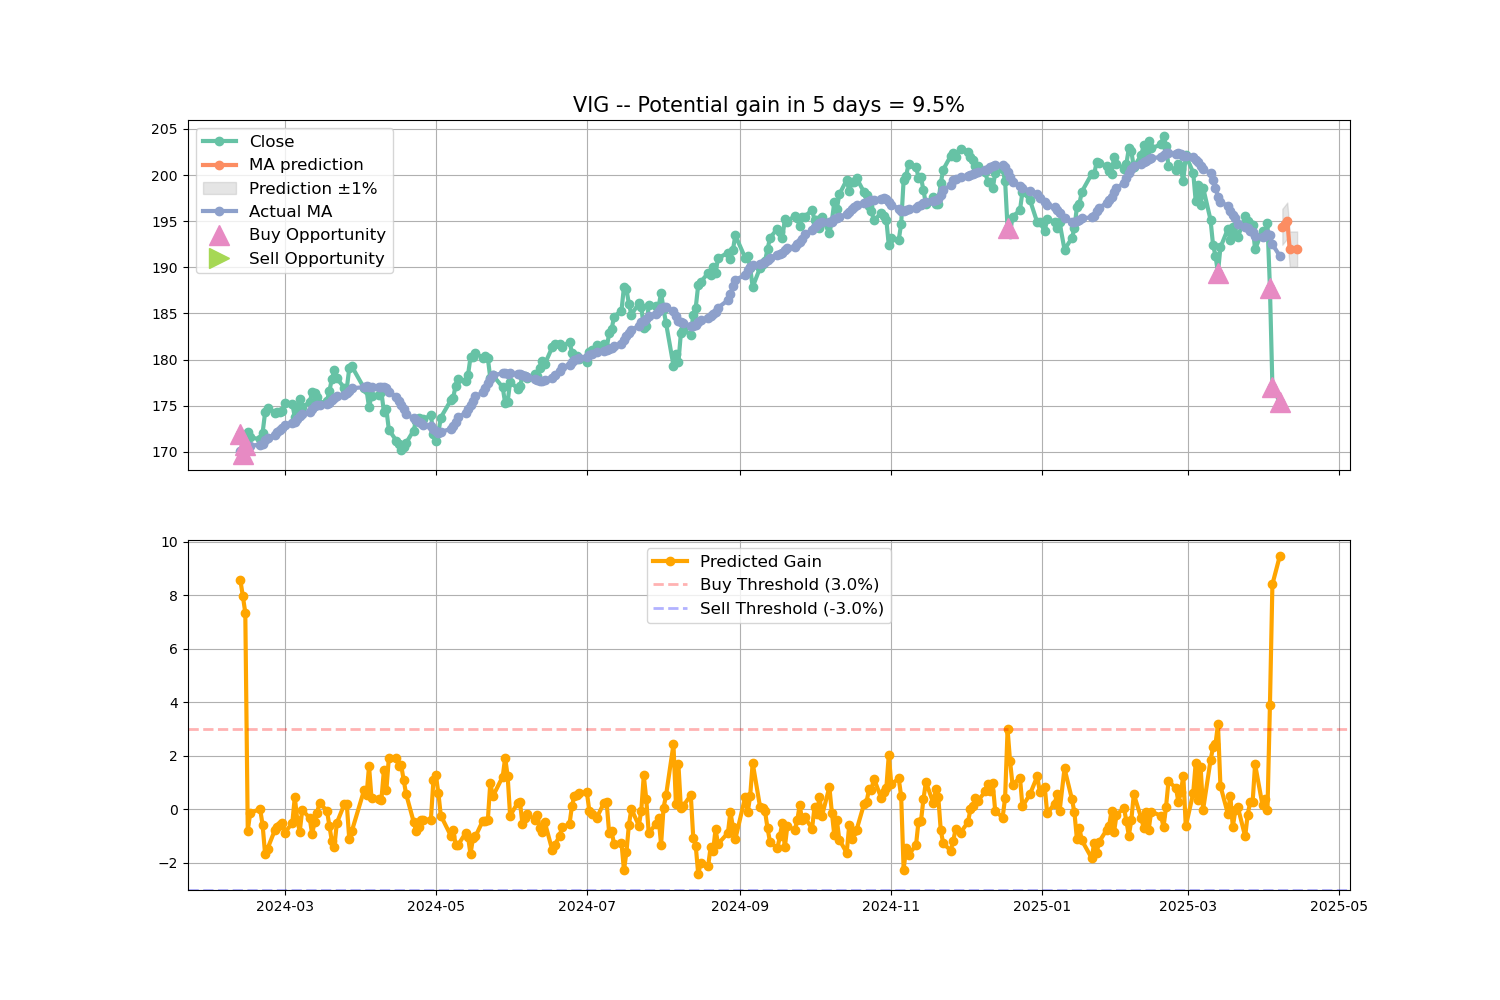 VIG -- Potential gain in 5 days = 9.5%
205
200
195
190
185
180
175
170
Close
MA prediction
Prediction ±1%
Actual MA
Buy Opportunity
Sell Opportunity
10
8
6
4
2
0
−2
Predicted Gain
Buy Threshold (3.0%)
Sell Threshold (-3.0%)
2024-03 2024-05 2024-07 2024-09 2024-11 2025-01 2025-03 2025-05